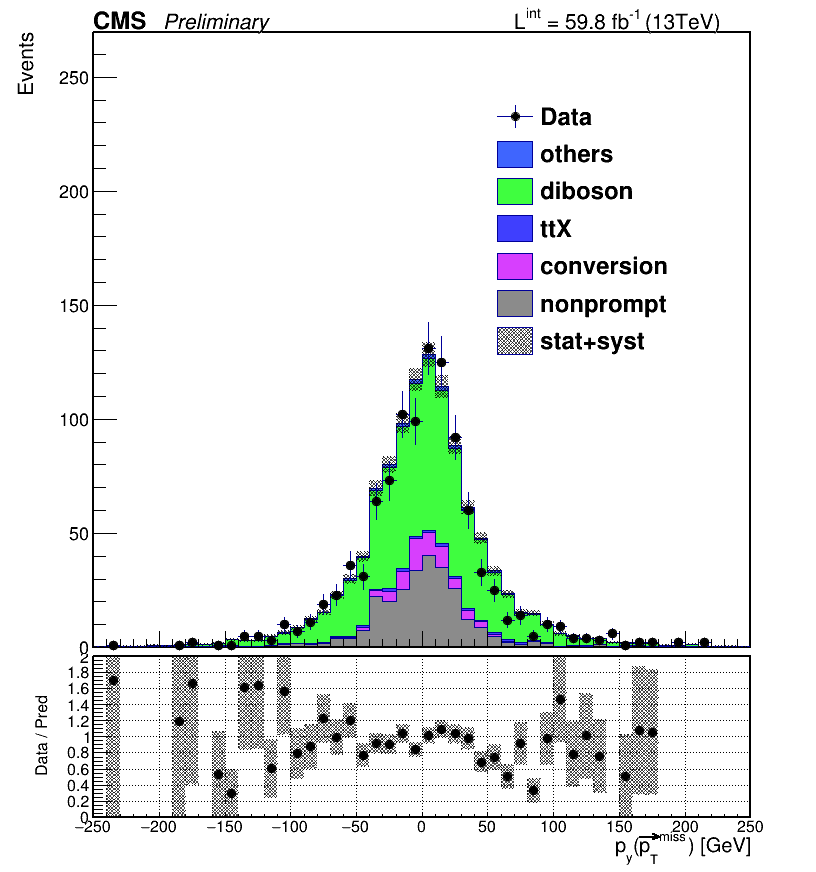 CMS Preliminary L^int = 59.8 fb^-1 (13TeV)
Events
250
200
150
100
50
0
Data
others
diboson
ttX
conversion
nonprompt
stat+syst
Data / Pred
2
1.8
1.6
1.4
1.2
1
0.8
0.6
0.4
0.2
0
−250 −200 −150 −100 −50 0 50 100 150 200 250
p_y(p_T^miss) [GeV]